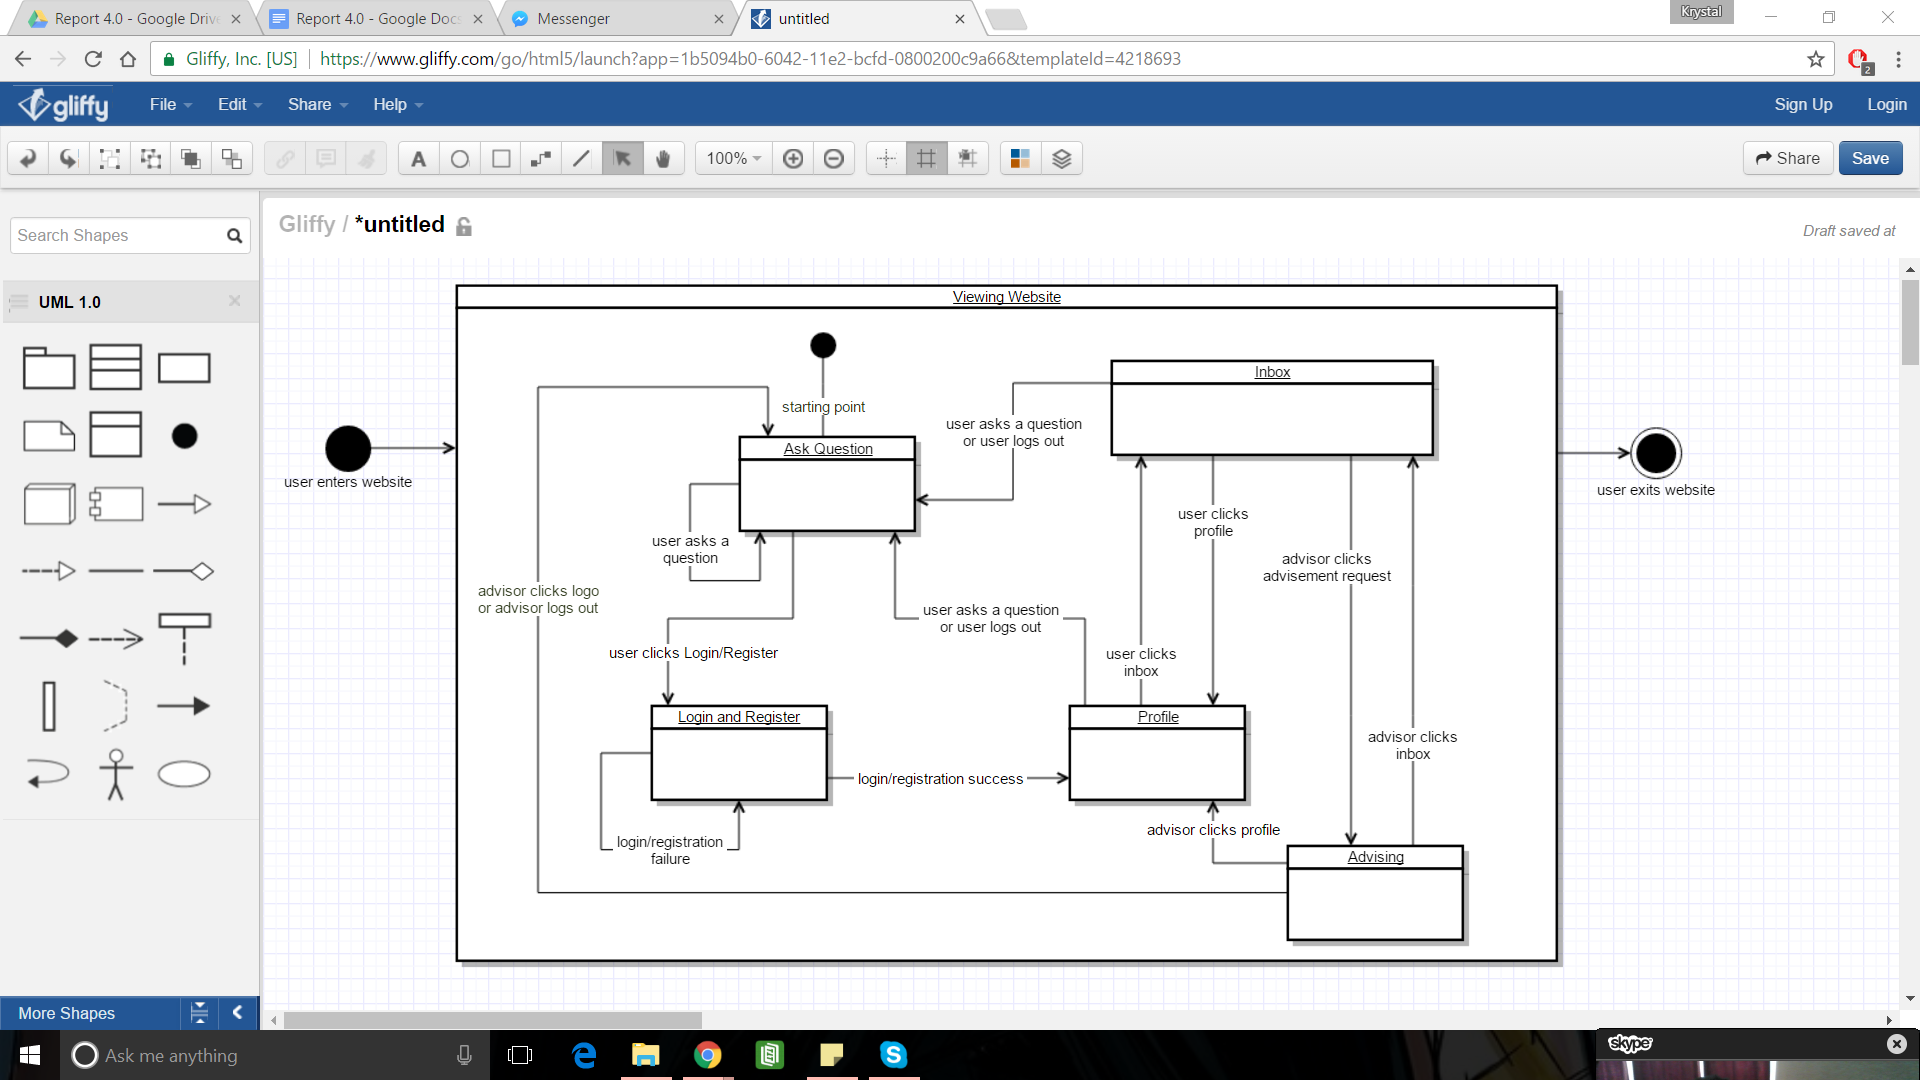 Report 4.0 - Google Drive
Report 4.0 - Google Docs
Messenger
untitled
Krystal
Gliffy, Inc. [US]
https://www.gliffy.com/go/html5/launch?app=1b5094b0-6042-11e2-bcfd-0800200c9a66&templateId=4218693
2
gliffy
File
Edit
Share
Help
Sign Up
Login
A
100%
Share
Save
Search Shapes
Gliffy / *untitled
Draft saved at
UML 1.0
Viewing Website
starting point
Inbox
user asks a question
or user logs out
Ask Question
user enters website
user exits website
user clicks
profile
user asks a
question
advisor clicks
advisement request
advisor clicks logo
or advisor logs out
user asks a question
or user logs out
user clicks Login/Register
user clicks
inbox
Login and Register
Profile
advisor clicks
inbox
login/registration success
advisor clicks profile
login/registration
failure
Advising
More Shapes
Ask me anything
skype